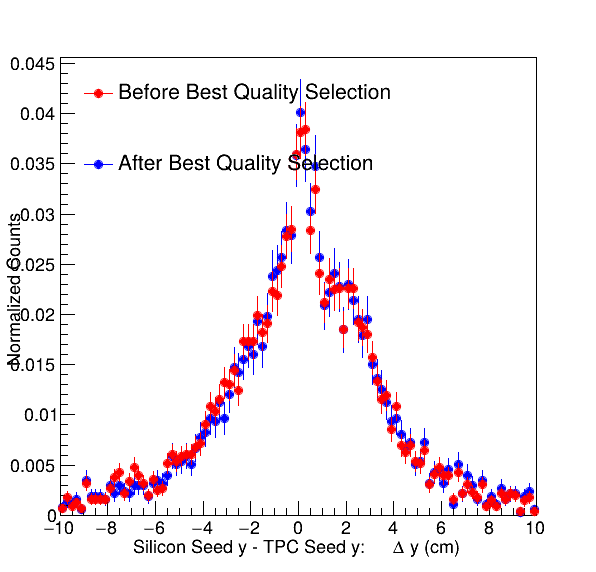 0.045
Before Best Quality Selection
0.04
0.035
After Best Quality Selection
0.03
0.025
0.02
0.015
0.01
0.005
0
Normalized Counts
−10 −8 −6 −4 −2 0 2 4 6 8 10
Silicon Seed y - TPC Seed y: Δ y (cm)